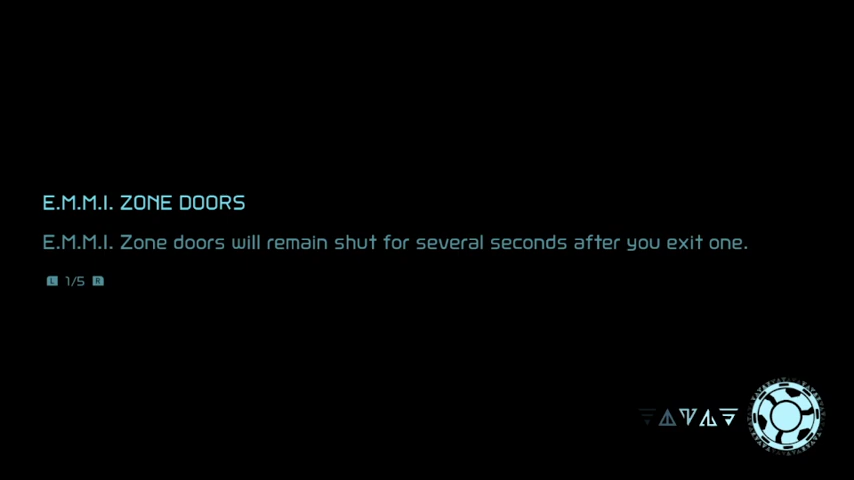 E.M.M.I. ZONE DOORS
E.M.M.I. Zone doors will remain shut for several seconds after you exit one.
L 1/5 R